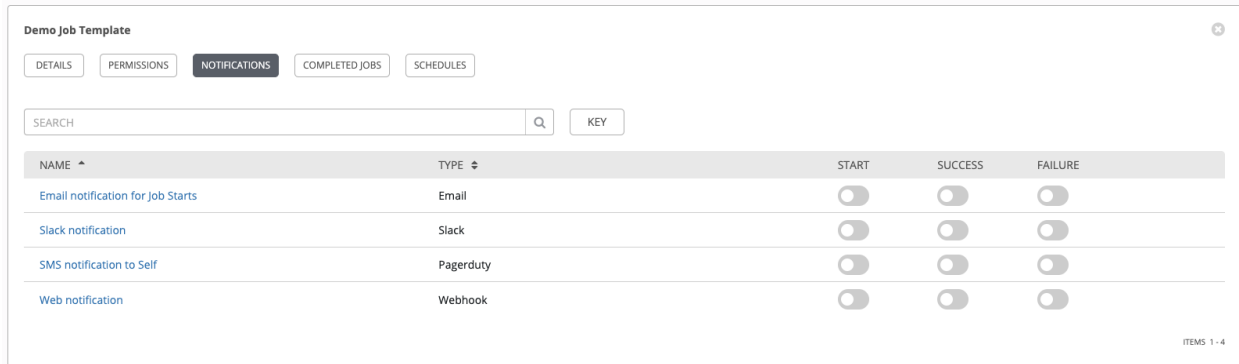 Demo Job Template
DETAILS PERMISSIONS NOTIFICATIONS COMPLETED JOBS SCHEDULES
SEARCH KEY
NAME TYPE START SUCCESS FAILURE
Email notification for Job Starts Email
Slack notification Slack
SMS notification to Self Pagerduty
Web notification Webhook
ITEMS 1 - 4